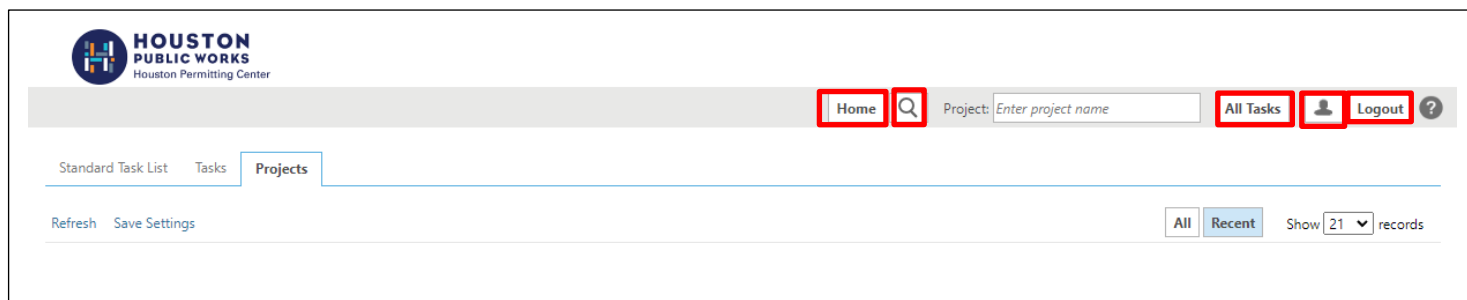 HOUSTON
PUBLIC WORKS
Houston Permitting Center
Home Project: Enter project name All Tasks Logout ?
Standard Task List Tasks Projects
Refresh Save Settings All Recent Show 21 records